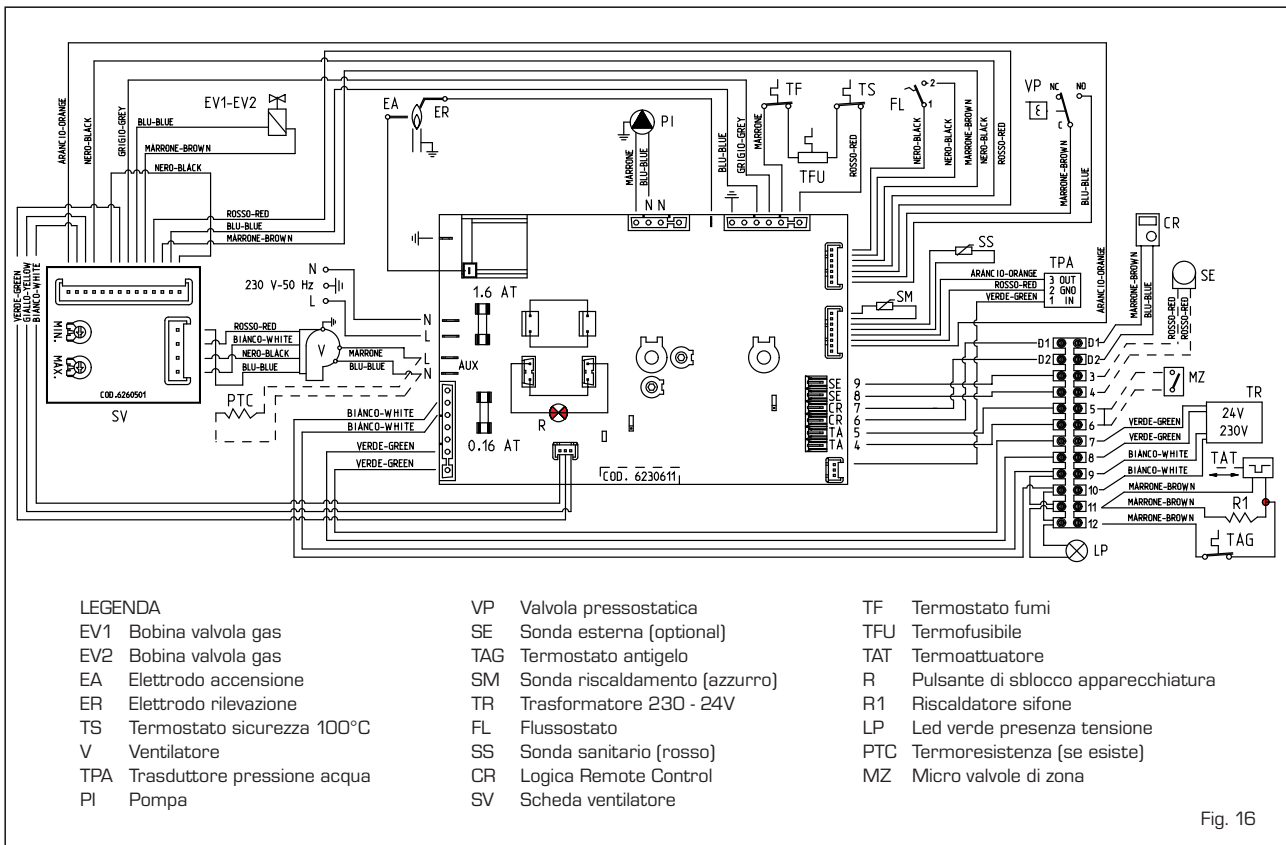 ARANCIO-ORANGE
NERO-BLACK
GRIGIO-GREY
BLU-BLUE
MARRONE-BROWN
NERO-BLACK
EV1-EV2
EA
ER
PI
MARRONE
BLU-BLUE
N N
BLU-BLUE
GRIGIO-GREY
MARRONE
TF
TFU
TS
ROSSO-RED
FL
2
1
NERO-BLACK
NERO-BLACK
MARRONE-BROWN
NERO-BLACK
ROSSO-RED
VP
NC
NO
C
MARRONE-BROWN
BLU-BLUE
ROSSO-RED
BLU-BLUE
MARRONE-BROWN
VERDE-GREEN
GIALLO-YELLOW
BIANCO-WHITE
MIN.
MAX.
COD.6260501
SV
N
230 V-50 Hz
L
ROSSO-RED
BIANCO-WHITE
NERO-BLACK
BLU-BLUE
V
MARRONE
BLU-BLUE
PTC
N
L
L
N
AUX
1.6 AT
0.16 AT
R
COD. 6230611
BIANCO-WHITE
BIANCO-WHITE
VERDE-GREEN
VERDE-GREEN
SS
SM
ARANCIO-ORANGE
ROSSO-RED
VERDE-GREEN
TPA
3 OUT
2 GND
1 IN
ARANCIO-ORANGE
SE 9
SE 8
CR 7
CR 6
TA 5
TA 4
CR
MARRONE-BROWN
BLU-BLUE
SE
ROSSO-RED
ROSSO-RED
D1 D1
D2 D2
3
4
5
6
7
8
9
10
11
12
MZ
TR
24V
230V
VERDE-GREEN
VERDE-GREEN
BIANCO-WHITE
BIANCO-WHITE
MARRONE-BROWN
MARRONE-BROWN
MARRONE-BROWN
TAT
R1
TAG
LP
LEGENDA
EV1 Bobina valvola gas
EV2 Bobina valvola gas
EA Elettrodo accensione
ER Elettrodo rilevazione
TS Termostato sicurezza 100°C
V Ventilatore
TPA Trasduttore pressione acqua
PI Pompa
VP Valvola pressostatica
SE Sonda esterna (optional)
TAG Termostato antigelo
SM Sonda riscaldamento (azzurro)
TR Trasformatore 230 - 24V
FL Flussostato
SS Sonda sanitario (rosso)
CR Logica Remote Control
SV Scheda ventilatore
TF Termostato fumi
TFU Termofusibile
TAT Termoattuatore
R Pulsante di sblocco apparecchiatura
R1 Riscaldatore sifone
LP Led verde presenza tensione
PTC Termoresistenza (se esiste)
MZ Micro valvole di zona
Fig. 16